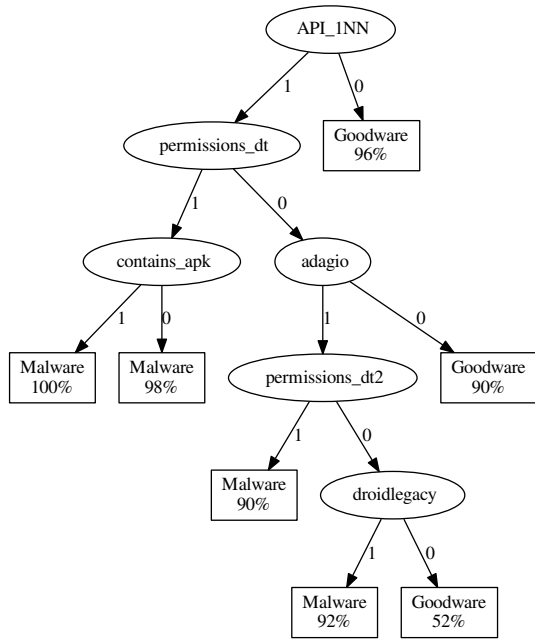 API_1NN
1
0
permissions_dt
Goodware
96%
1
0
contains_apk
adagio
1
0
1
0
Malware
100%
Malware
98%
permissions_dt2
Goodware
90%
1
0
Malware
90%
droidlegacy
1
0
Malware
92%
Goodware
52%